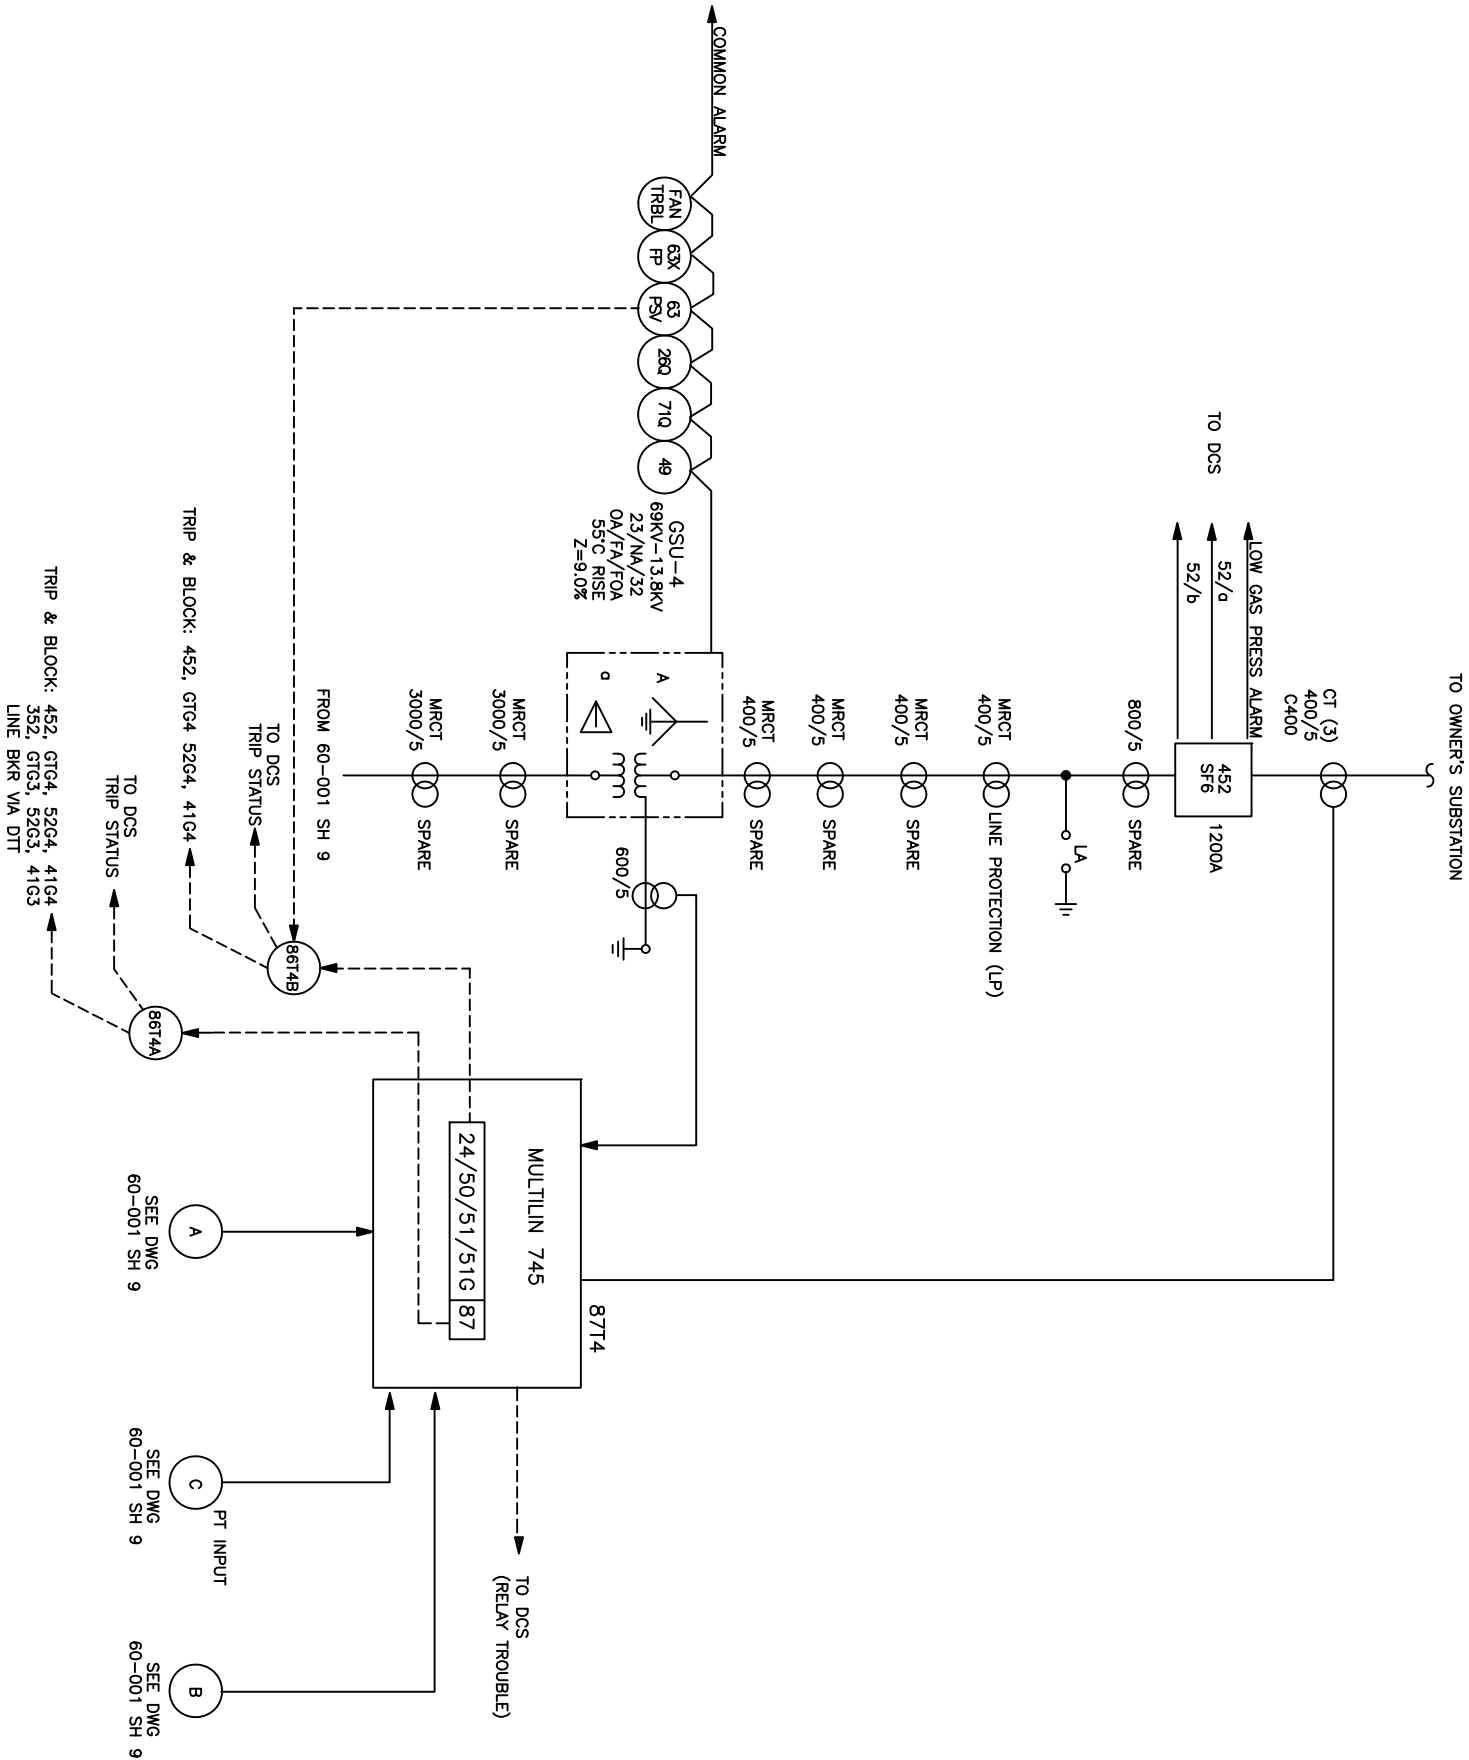 TO OWNER'S SUBSTATION
CT (3)
400/5
C400
LOW GAS PRESS ALARM
52/a
52/b
TO DCS
452
SF6
1200A
800/5
SPARE
LA
MRCT
400/5
LINE PROTECTION (LP)
MRCT
400/5
SPARE
MRCT
400/5
SPARE
MRCT
400/5
SPARE
COMMON ALARM
FAN
TRBL
63X
FP
63
PSV
26Q
71Q
49
GSU-4
69KV-13.8KV
23/NA/32
OA/FA/FOA
55°C RISE
Z=9.0%
A
a
600/5
MRCT
3000/5
SPARE
MRCT
3000/5
SPARE
FROM 60-001 SH 9
TO DCS
TRIP STATUS
86T4B
TRIP & BLOCK: 452, GTG4 52G4, 41G4
TO DCS
TRIP STATUS
86T4A
TRIP & BLOCK: 452, GTG4, 52G4, 41G4
352, GTG3, 52G3, 41G3
LINE BKR VIA DTT
87T4
MULTILIN 745
24/50/51/51G
87
TO DCS
(RELAY TROUBLE)
A
SEE DWG
60-001 SH 9
PT INPUT
C
SEE DWG
60-001 SH 9
B
SEE DWG
60-001 SH 9